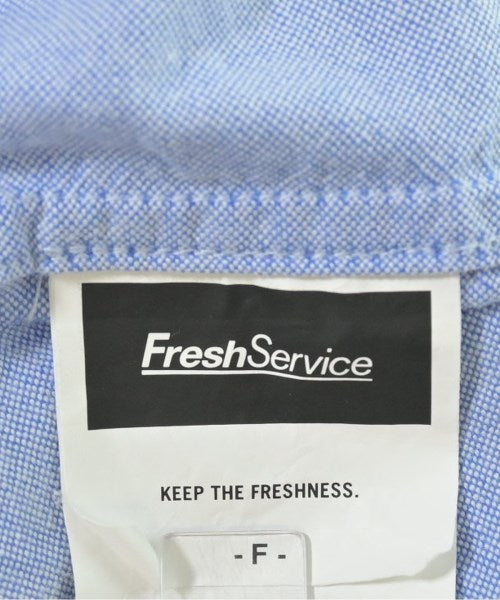 FreshService
KEEP THE FRESHNESS.
- F -